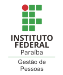 INSTITUTO
FEDERAL
Paraíba
Gestão de
Pessoas